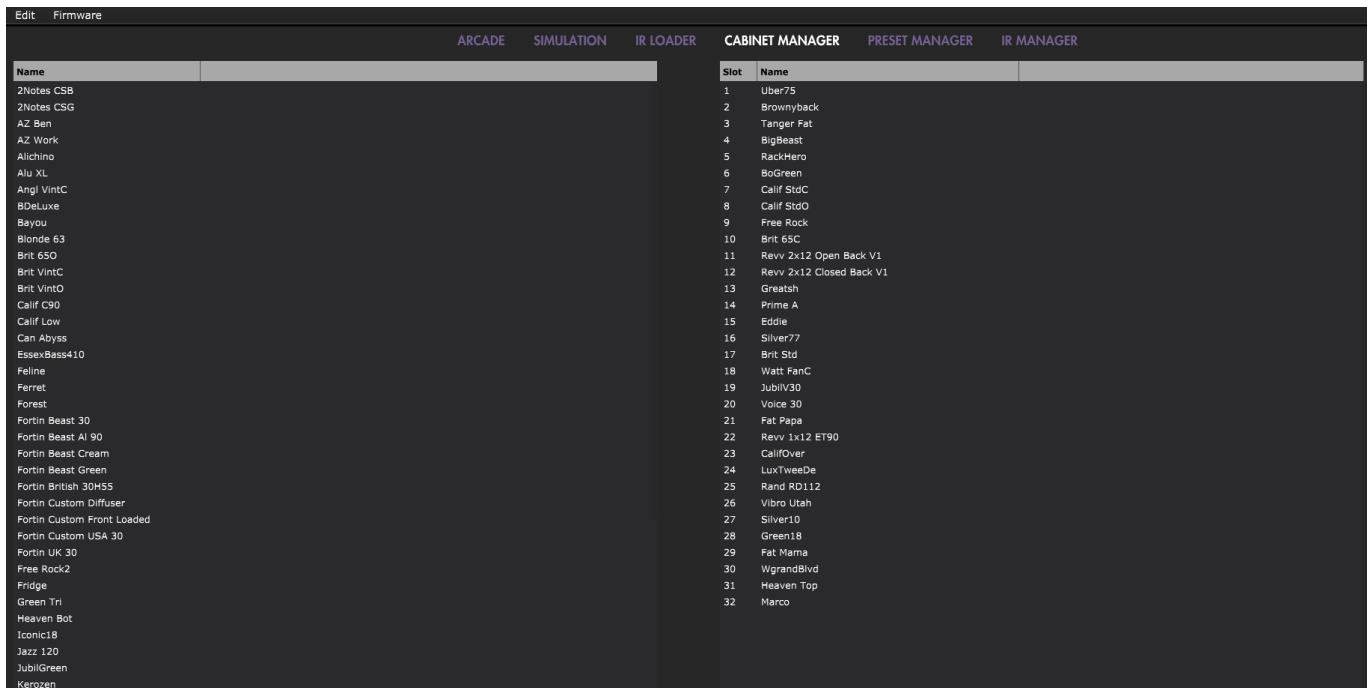 Edit Firmware
ARCADE SIMULATION IR LOADER CABINET MANAGER PRESET MANAGER IR MANAGER
Name
2Notes CSB
2Notes CSG
AZ Ben
AZ Work
Alichino
Alu XL
Angl VintC
BDeLuxe
Bayou
Blonde 63
Brit 65O
Brit VintC
Brit VintO
Calif C90
Calif Low
Can Abyss
EssexBass410
Feline
Ferret
Forest
Fortin Beast 30
Fortin Beast Al 90
Fortin Beast Cream
Fortin Beast Green
Fortin British 30H55
Fortin Custom Diffuser
Fortin Custom Front Loaded
Fortin Custom USA 30
Fortin UK 30
Free Rock2
Fridge
Green Tri
Heaven Bot
Iconic18
Jazz 120
JubilGreen
Kerozen
Slot Name
1 Uber75
2 Brownyback
3 Tanger Fat
4 BigBeast
5 RackHero
6 BoGreen
7 Calif StdC
8 Calif StdO
9 Free Rock
10 Brit 65C
11 Revv 2x12 Open Back V1
12 Revv 2x12 Closed Back V1
13 Greatsh
14 Prime A
15 Eddie
16 Silver77
17 Brit Std
18 Watt FanC
19 JubilV30
20 Voice 30
21 Fat Papa
22 Revv 1x12 ET90
23 CalifOver
24 LuxTweeDe
25 Rand RD112
26 Vibro Utah
27 Silver10
28 Green18
29 Fat Mama
30 WgrandBlvd
31 Heaven Top
32 Marco